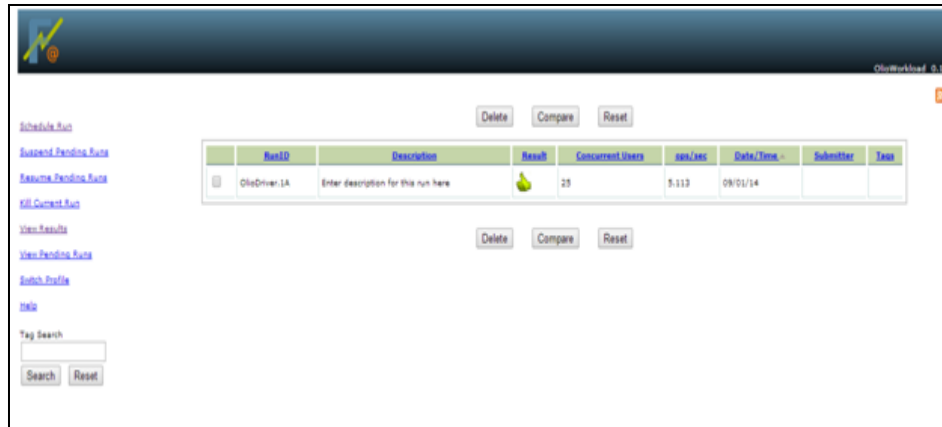 @
OlioWorkload 0.1
Delete Compare Reset
Schedule Run
Suspend Pending Runs
Resume Pending Runs
Kill Current Run
View Results
View Pending Runs
Switch Profile
Help
Tag Search
Search Reset
RunID Description Result Concurrent Users ops/sec Date/Time Submitter Tags
OlioDriver.1A Enter description for this run here 25 5.113 09/01/14
Delete Compare Reset